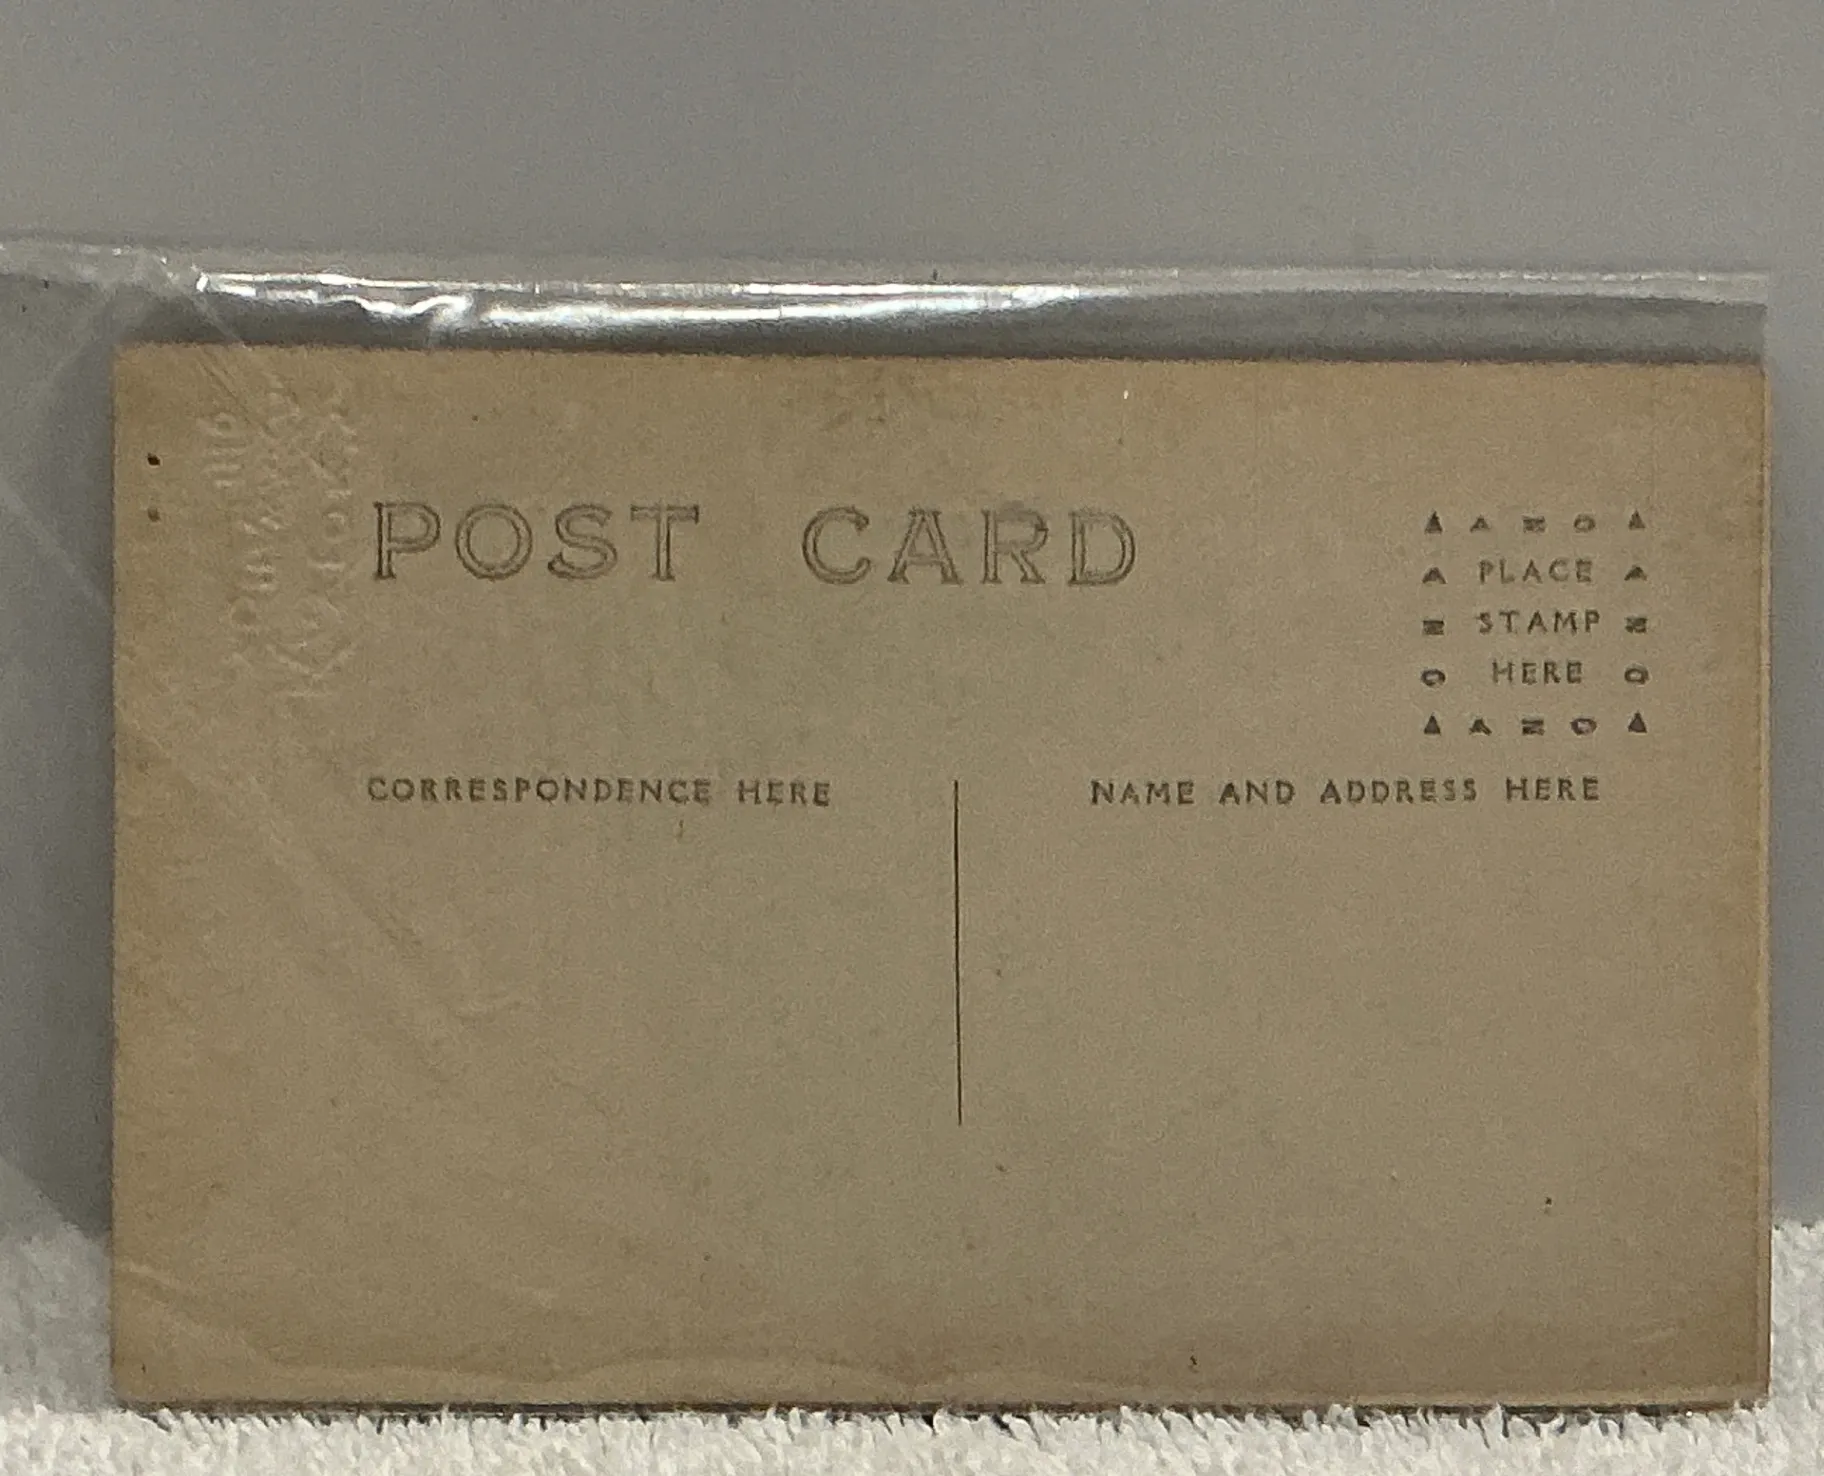 POST CARD
▲ A N O ▲
A PLACE A
N STAMP N
O HERE O
▲ A N O ▲
CORRESPONDENCE HERE
NAME AND ADDRESS HERE